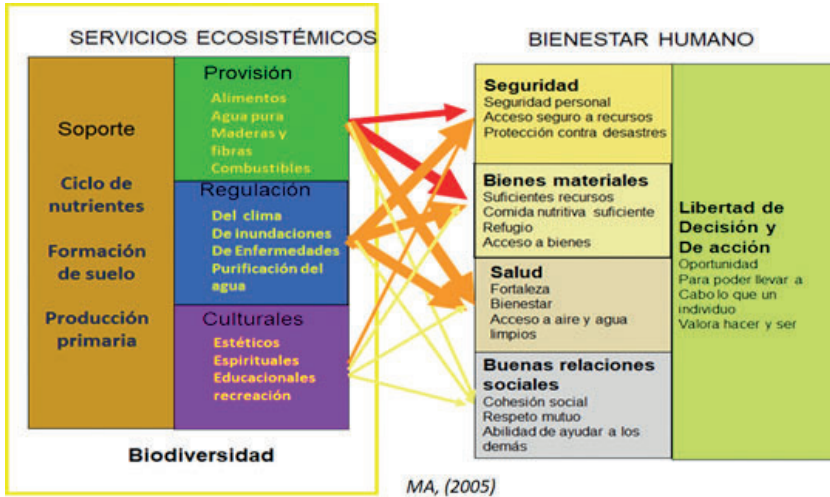 SERVICIOS ECOSISTÉMICOS
Soporte
Ciclo de
nutrientes
Formación
de suelo
Producción
primaria
Provisión
Alimentos
Agua pura
Maderas y
fibras
Combustibles
Regulación
Del clima
De inundaciones
De Enfermedades
Purificación del
agua
Culturales
Estéticos
Espirituales
Educacionales
recreación
Biodiversidad
BIENESTAR HUMANO
Seguridad
Seguridad personal
Acceso seguro a recursos
Protección contra desastres
Bienes materiales
Suficientes recursos
Comida nutritiva suficiente
Refugio
Acceso a bienes
Salud
Fortaleza
Bienestar
Acceso a aire y agua
limpios
Buenas relaciones
sociales
Cohesión social
Respeto mutuo
Abilidad de ayudar a los
demás
Libertad de
Decisión y
De acción
Oportunidad
Para poder llevar a
Cabo lo que un
individuo
Valora hacer y ser
MA, (2005)